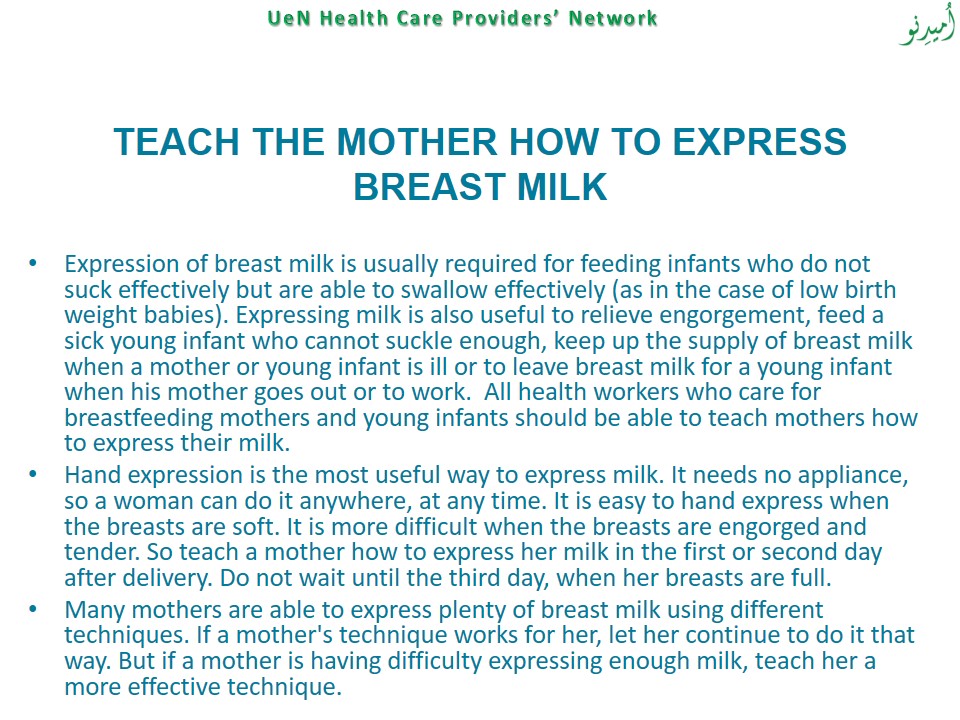 UeN Health Care Providers’ Network
اُميدِنو
TEACH THE MOTHER HOW TO EXPRESS
BREAST MILK
• Expression of breast milk is usually required for feeding infants who do not
suck effectively but are able to swallow effectively (as in the case of low birth
weight babies). Expressing milk is also useful to relieve engorgement, feed a
sick young infant who cannot suckle enough, keep up the supply of breast milk
when a mother or young infant is ill or to leave breast milk for a young infant
when his mother goes out or to work.  All health workers who care for
breastfeeding mothers and young infants should be able to teach mothers how
to express their milk.
• Hand expression is the most useful way to express milk. It needs no appliance,
so a woman can do it anywhere, at any time. It is easy to hand express when
the breasts are soft. It is more difficult when the breasts are engorged and
tender. So teach a mother how to express her milk in the first or second day
after delivery. Do not wait until the third day, when her breasts are full.
• Many mothers are able to express plenty of breast milk using different
techniques. If a mother's technique works for her, let her continue to do it that
way. But if a mother is having difficulty expressing enough milk, teach her a
more effective technique.